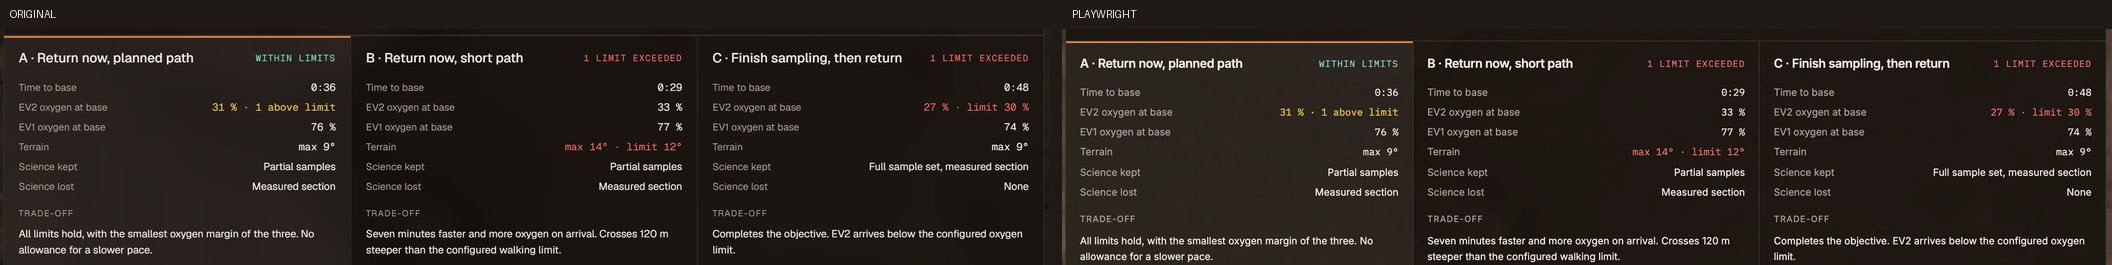 ORIGINAL
A · Return now, planned path WITHIN LIMITS
Time to base 0:36
EV2 oxygen at base 31 % · 1 above limit
EV1 oxygen at base 76 %
Terrain max 9°
Science kept Partial samples
Science lost Measured section
TRADE-OFF
All limits hold, with the smallest oxygen margin of the three. No
allowance for a slower pace.
B · Return now, short path 1 LIMIT EXCEEDED
Time to base 0:29
EV2 oxygen at base 33 %
EV1 oxygen at base 77 %
Terrain max 14° · limit 12°
Science kept Partial samples
Science lost Measured section
TRADE-OFF
Seven minutes faster and more oxygen on arrival. Crosses 120 m
steeper than the configured walking limit.
C · Finish sampling, then return 1 LIMIT EXCEEDED
Time to base 0:48
EV2 oxygen at base 27 % · limit 30 %
EV1 oxygen at base 74 %
Terrain max 9°
Science kept Full sample set, measured section
Science lost None
TRADE-OFF
Completes the objective. EV2 arrives below the configured oxygen
limit.
PLAYWRIGHT
A · Return now, planned path WITHIN LIMITS
Time to base 0:36
EV2 oxygen at base 31 % · 1 above limit
EV1 oxygen at base 76 %
Terrain max 9°
Science kept Partial samples
Science lost Measured section
TRADE-OFF
All limits hold, with the smallest oxygen margin of the three. No
allowance for a slower pace.
B · Return now, short path 1 LIMIT EXCEEDED
Time to base 0:29
EV2 oxygen at base 33 %
EV1 oxygen at base 77 %
Terrain max 14° · limit 12°
Science kept Partial samples
Science lost Measured section
TRADE-OFF
Seven minutes faster and more oxygen on arrival. Crosses 120 m
steeper than the configured walking limit.
C · Finish sampling, then return 1 LIMIT EXCEEDED
Time to base 0:48
EV2 oxygen at base 27 % · limit 30 %
EV1 oxygen at base 74 %
Terrain max 9°
Science kept Full sample set, measured section
Science lost None
TRADE-OFF
Completes the objective. EV2 arrives below the configured oxygen
limit.